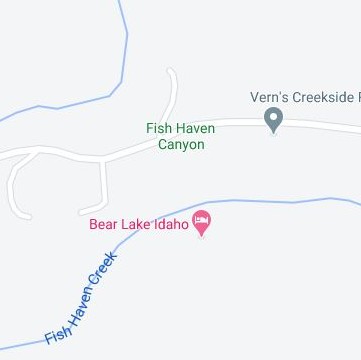 Vern's Creekside
Fish Haven
Canyon
Bear Lake Idaho
Fish Haven Creek